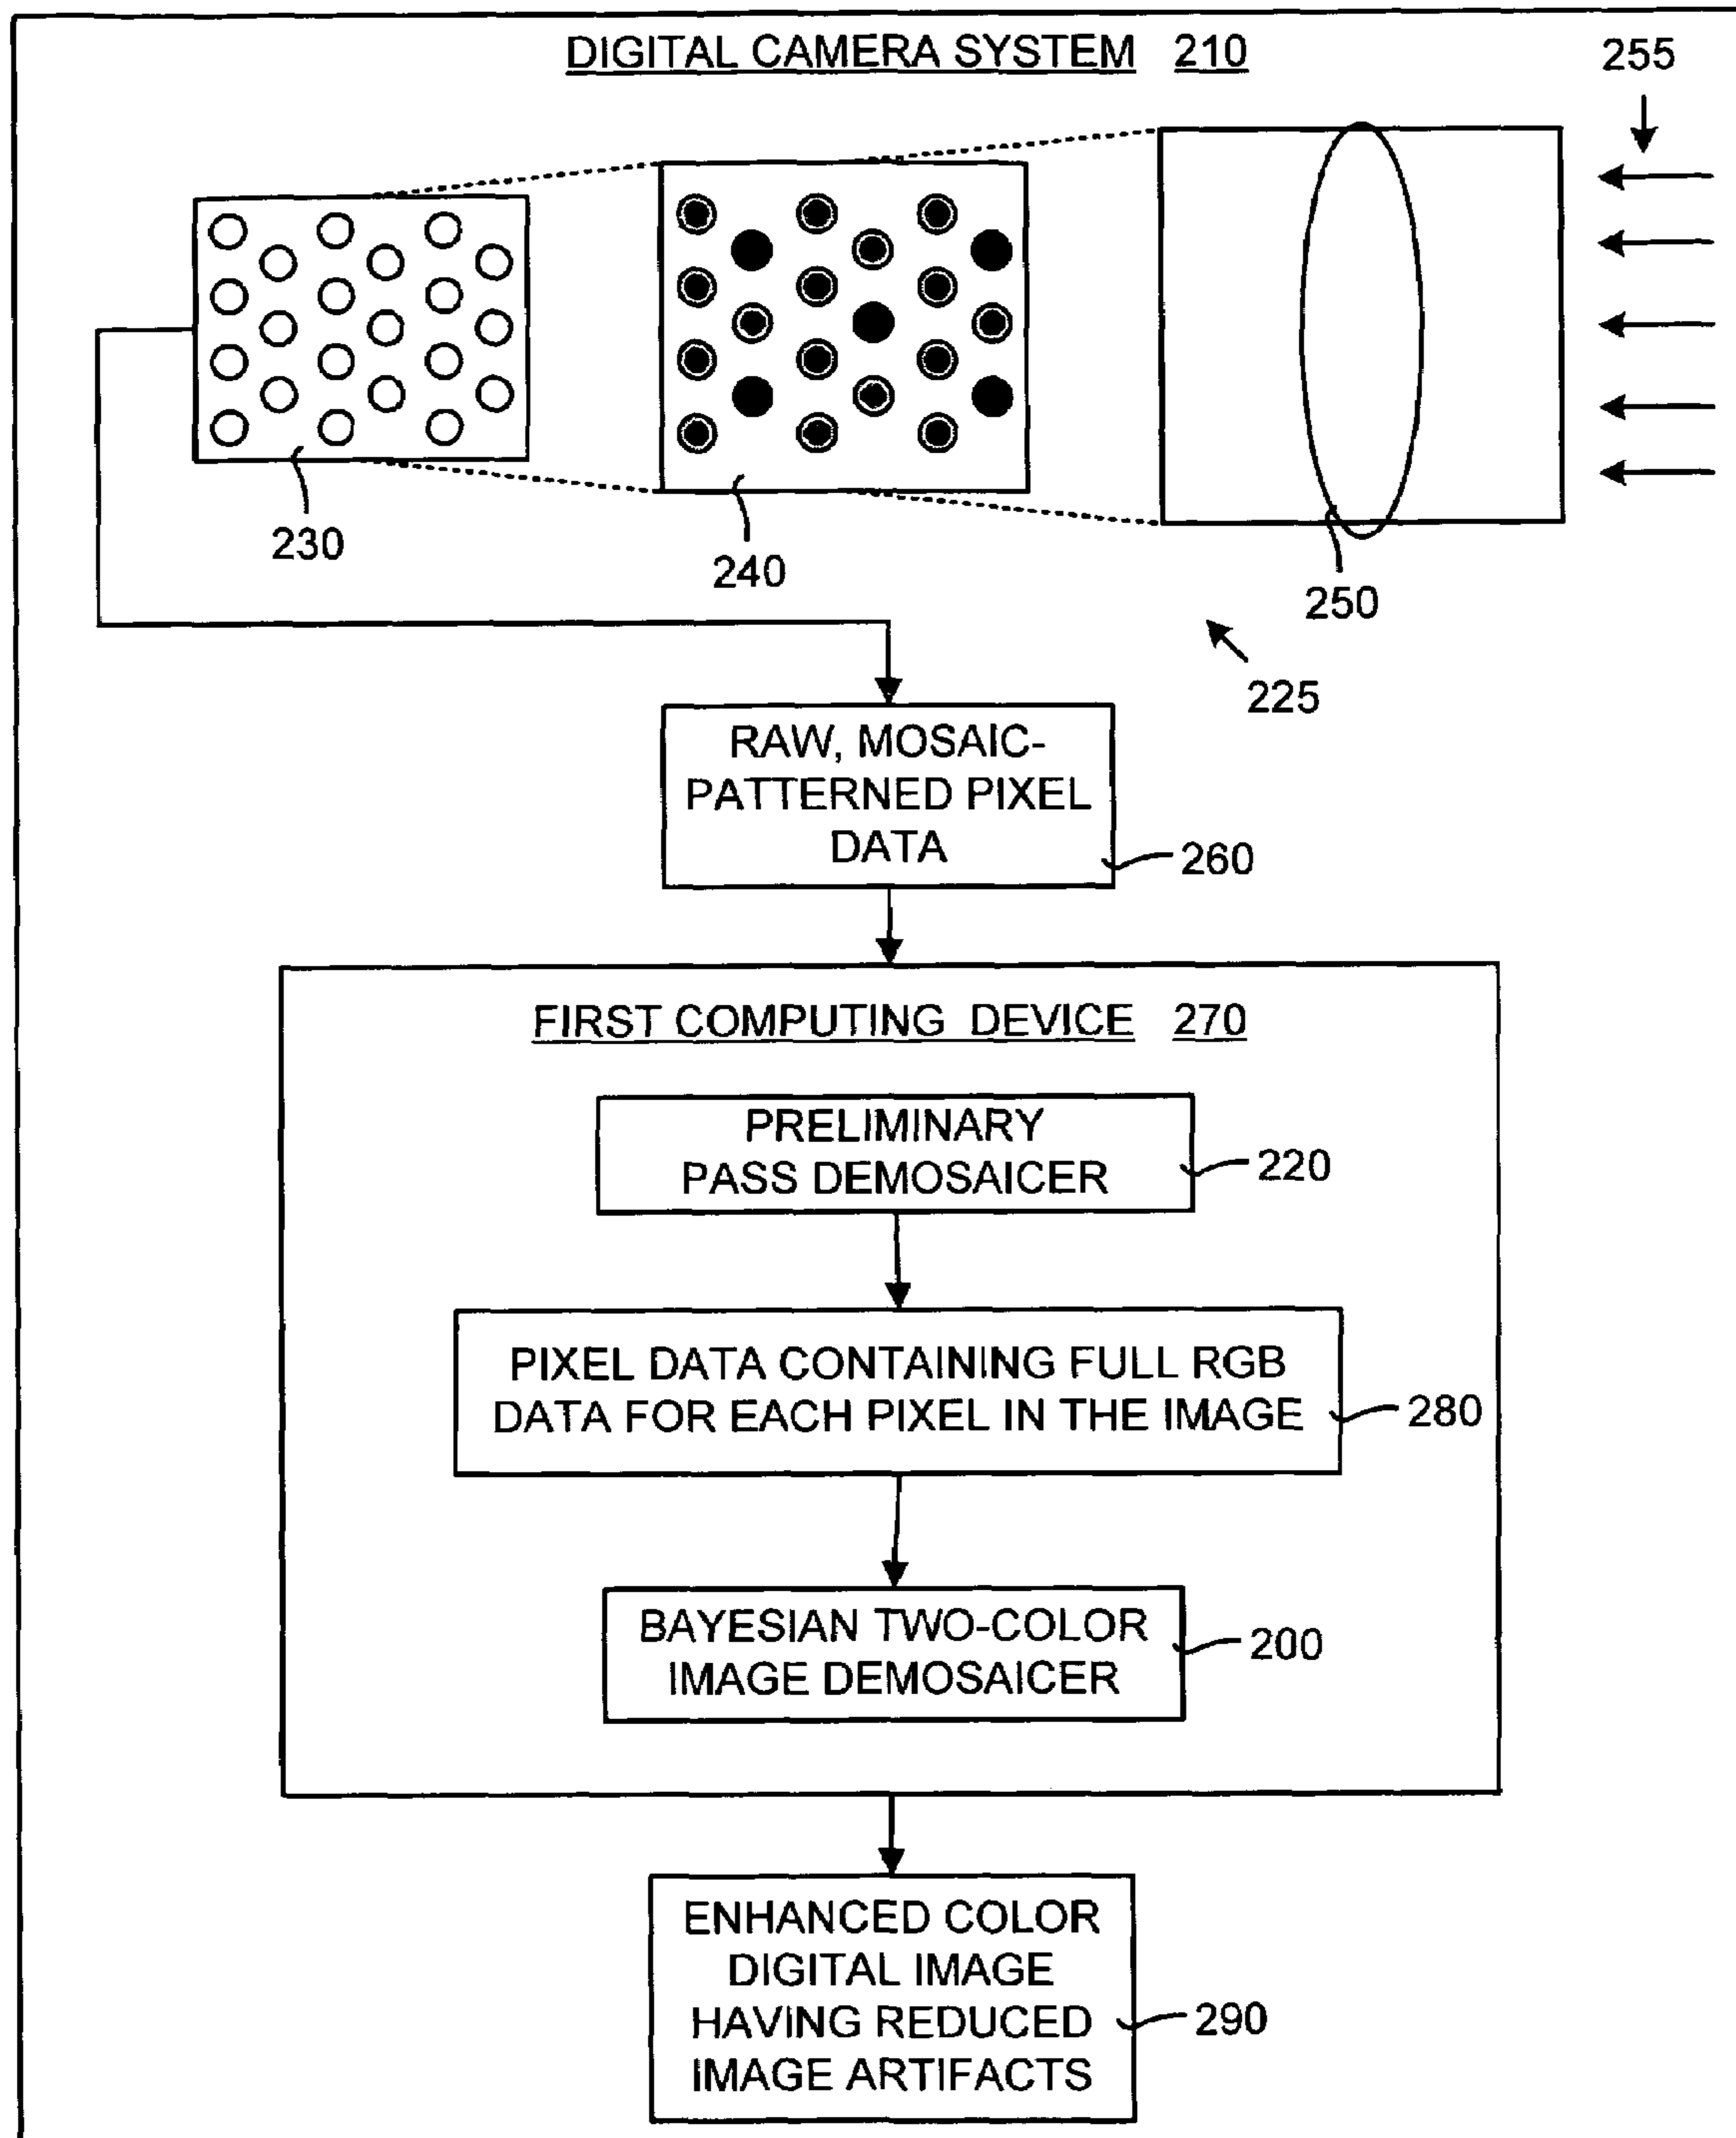 DIGITAL CAMERA SYSTEM 210
255
230
240
250
225
RAW, MOSAIC-
PATTERNED PIXEL
DATA
260
FIRST COMPUTING DEVICE 270
PRELIMINARY
PASS DEMOSAICER
220
PIXEL DATA CONTAINING FULL RGB
DATA FOR EACH PIXEL IN THE IMAGE
280
BAYESIAN TWO-COLOR
IMAGE DEMOSAICER
200
ENHANCED COLOR
DIGITAL IMAGE
HAVING REDUCED
IMAGE ARTIFACTS
290